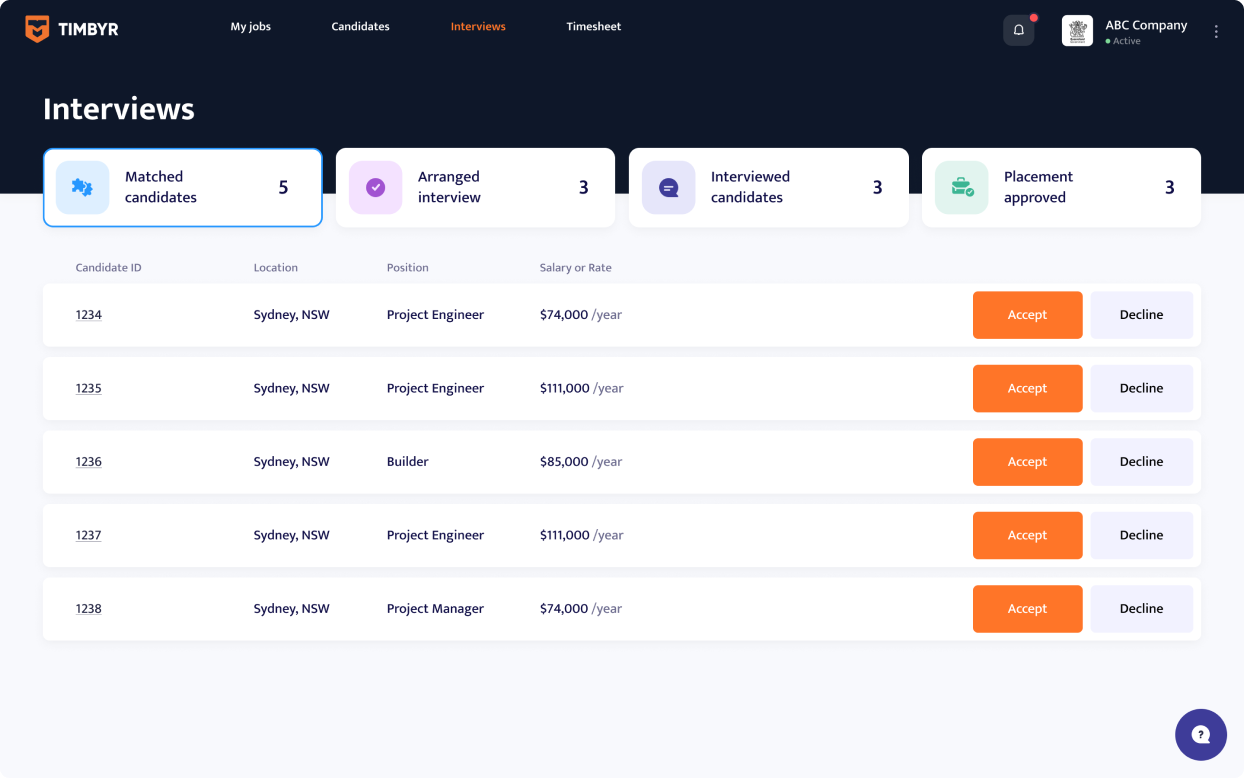 TIMBYR
My jobs
Candidates
Interviews
Timesheet
ABC Company
Active
Interviews
Matched
candidates
5
Arranged
interview
3
Interviewed
candidates
3
Placement
approved
3
Candidate ID Location Position Salary or Rate
1234 Sydney, NSW Project Engineer $74,000 /year Accept Decline
1235 Sydney, NSW Project Engineer $111,000 /year Accept Decline
1236 Sydney, NSW Builder $85,000 /year Accept Decline
1237 Sydney, NSW Project Engineer $111,000 /year Accept Decline
1238 Sydney, NSW Project Manager $74,000 /year Accept Decline
?